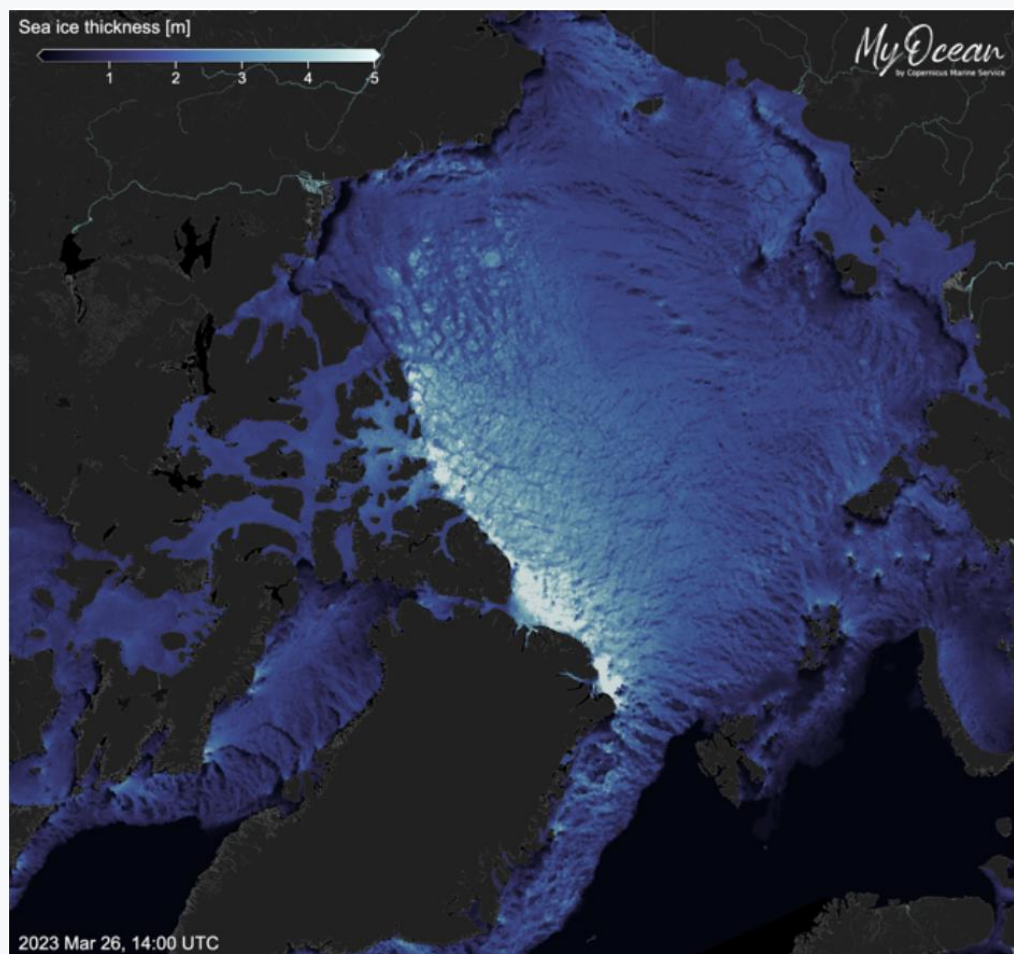 Sea ice thickness [m]
1 2 3 4 5
MyOcean
by Copernicus Marine Service
2023 Mar 26, 14:00 UTC